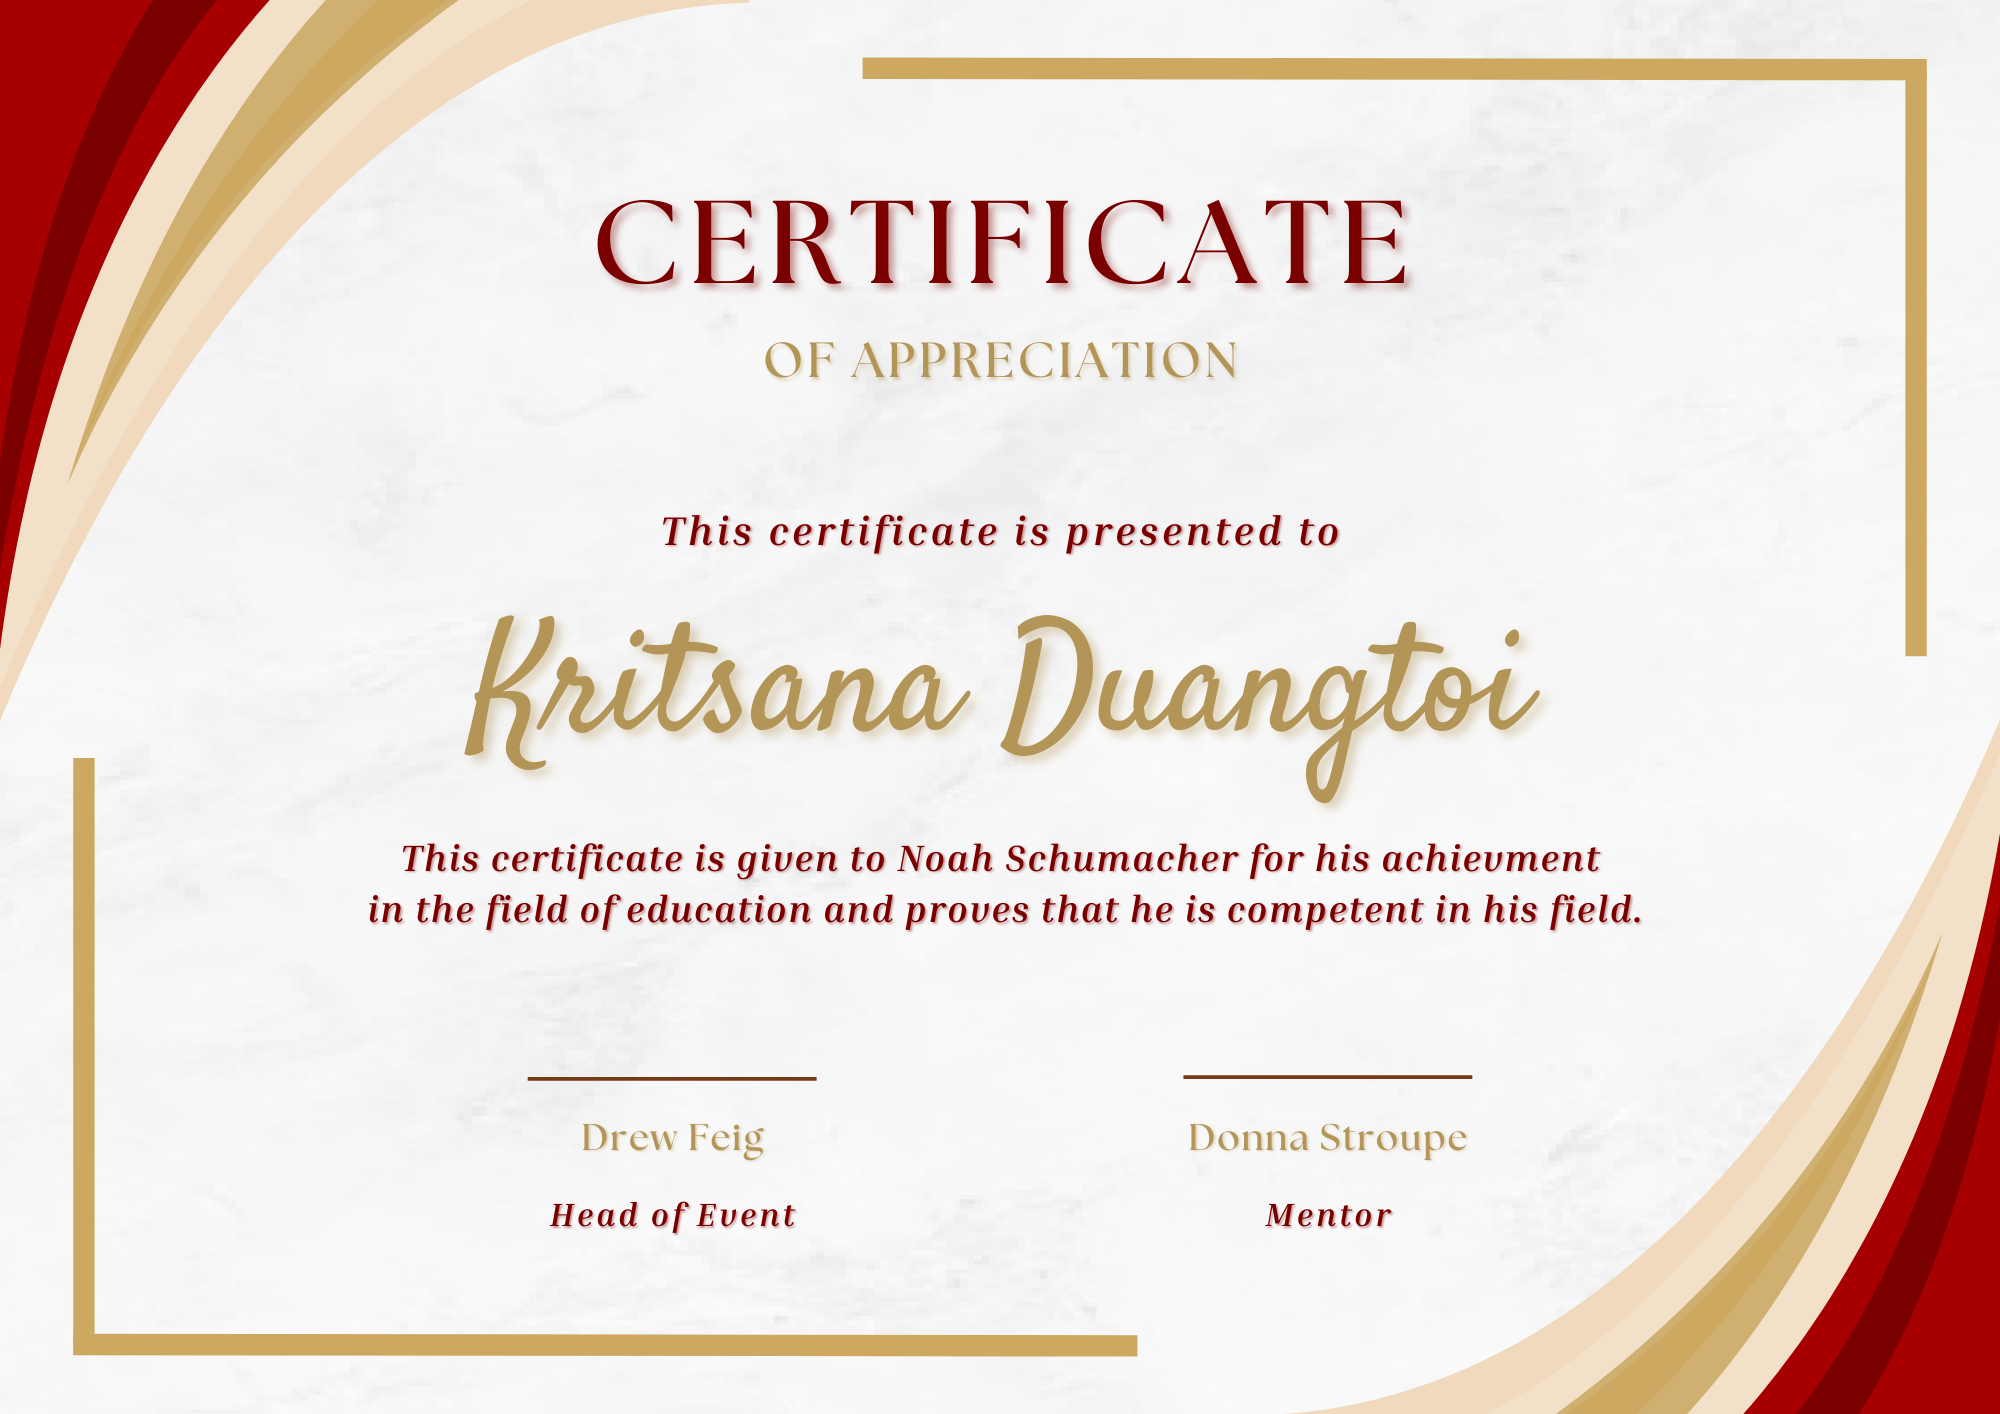 CERTIFICATE
OF APPRECIATION
This certificate is presented to
Kritsana Duangtoi
This certificate is given to Noah Schumacher for his achievment
in the field of education and proves that he is competent in his field.
Drew Feig
Donna Stroupe
Head of Event
Mentor